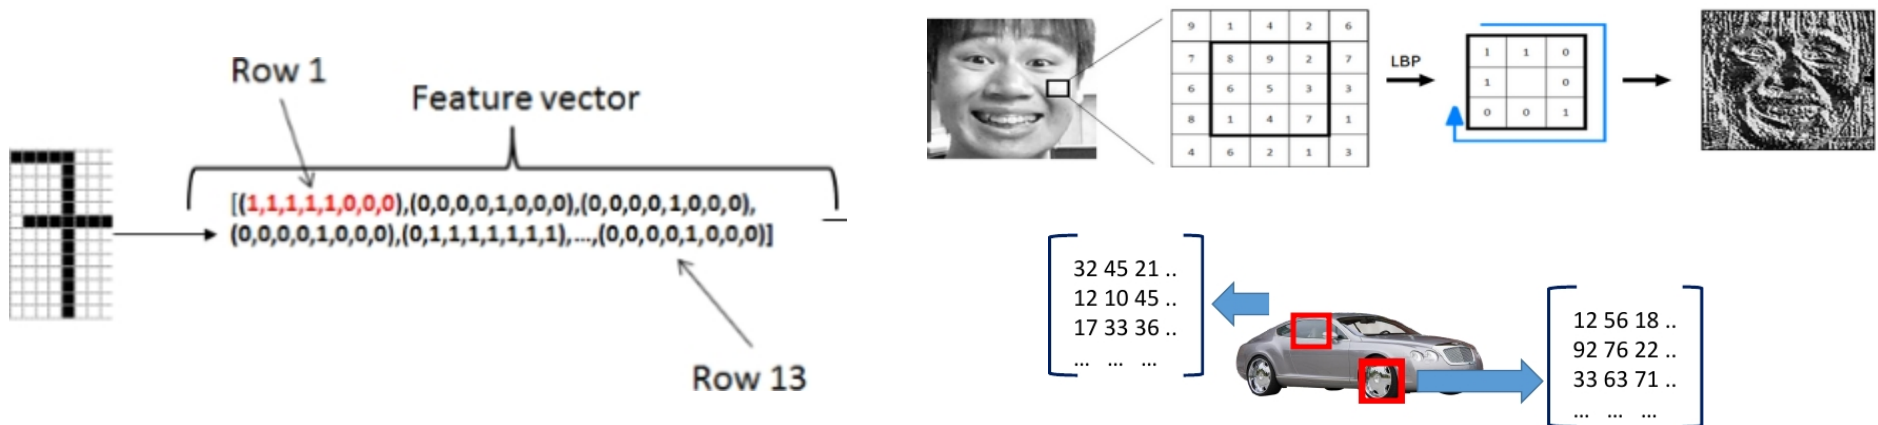 Row 1
Feature vector
[(1,1,1,1,1,0,0,0),(0,0,0,0,1,0,0,0),(0,0,0,0,1,0,0,0),
(0,0,0,0,1,0,0,0),(0,1,1,1,1,1,1,1),...,(0,0,0,0,1,0,0,0)]
Row 13
9 1 4 2 6
7 8 9 2 7
6 6 5 3 3
8 1 4 7 1
4 6 2 1 3
LBP
1 1 0
1 0
0 0 1
32 45 21 ..
12 10 45 ..
17 33 36 ..
... ... ...
12 56 18 ..
92 76 22 ..
33 63 71 ..
... ... ...